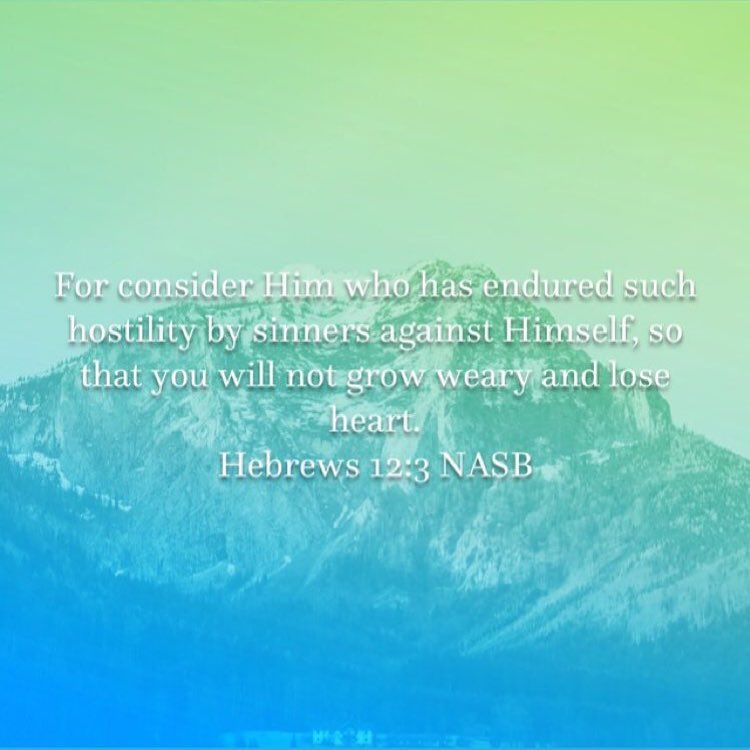 For consider Him who has endured such
hostility by sinners against Himself, so
that you will not grow weary and lose
heart.
Hebrews 12:3 NASB